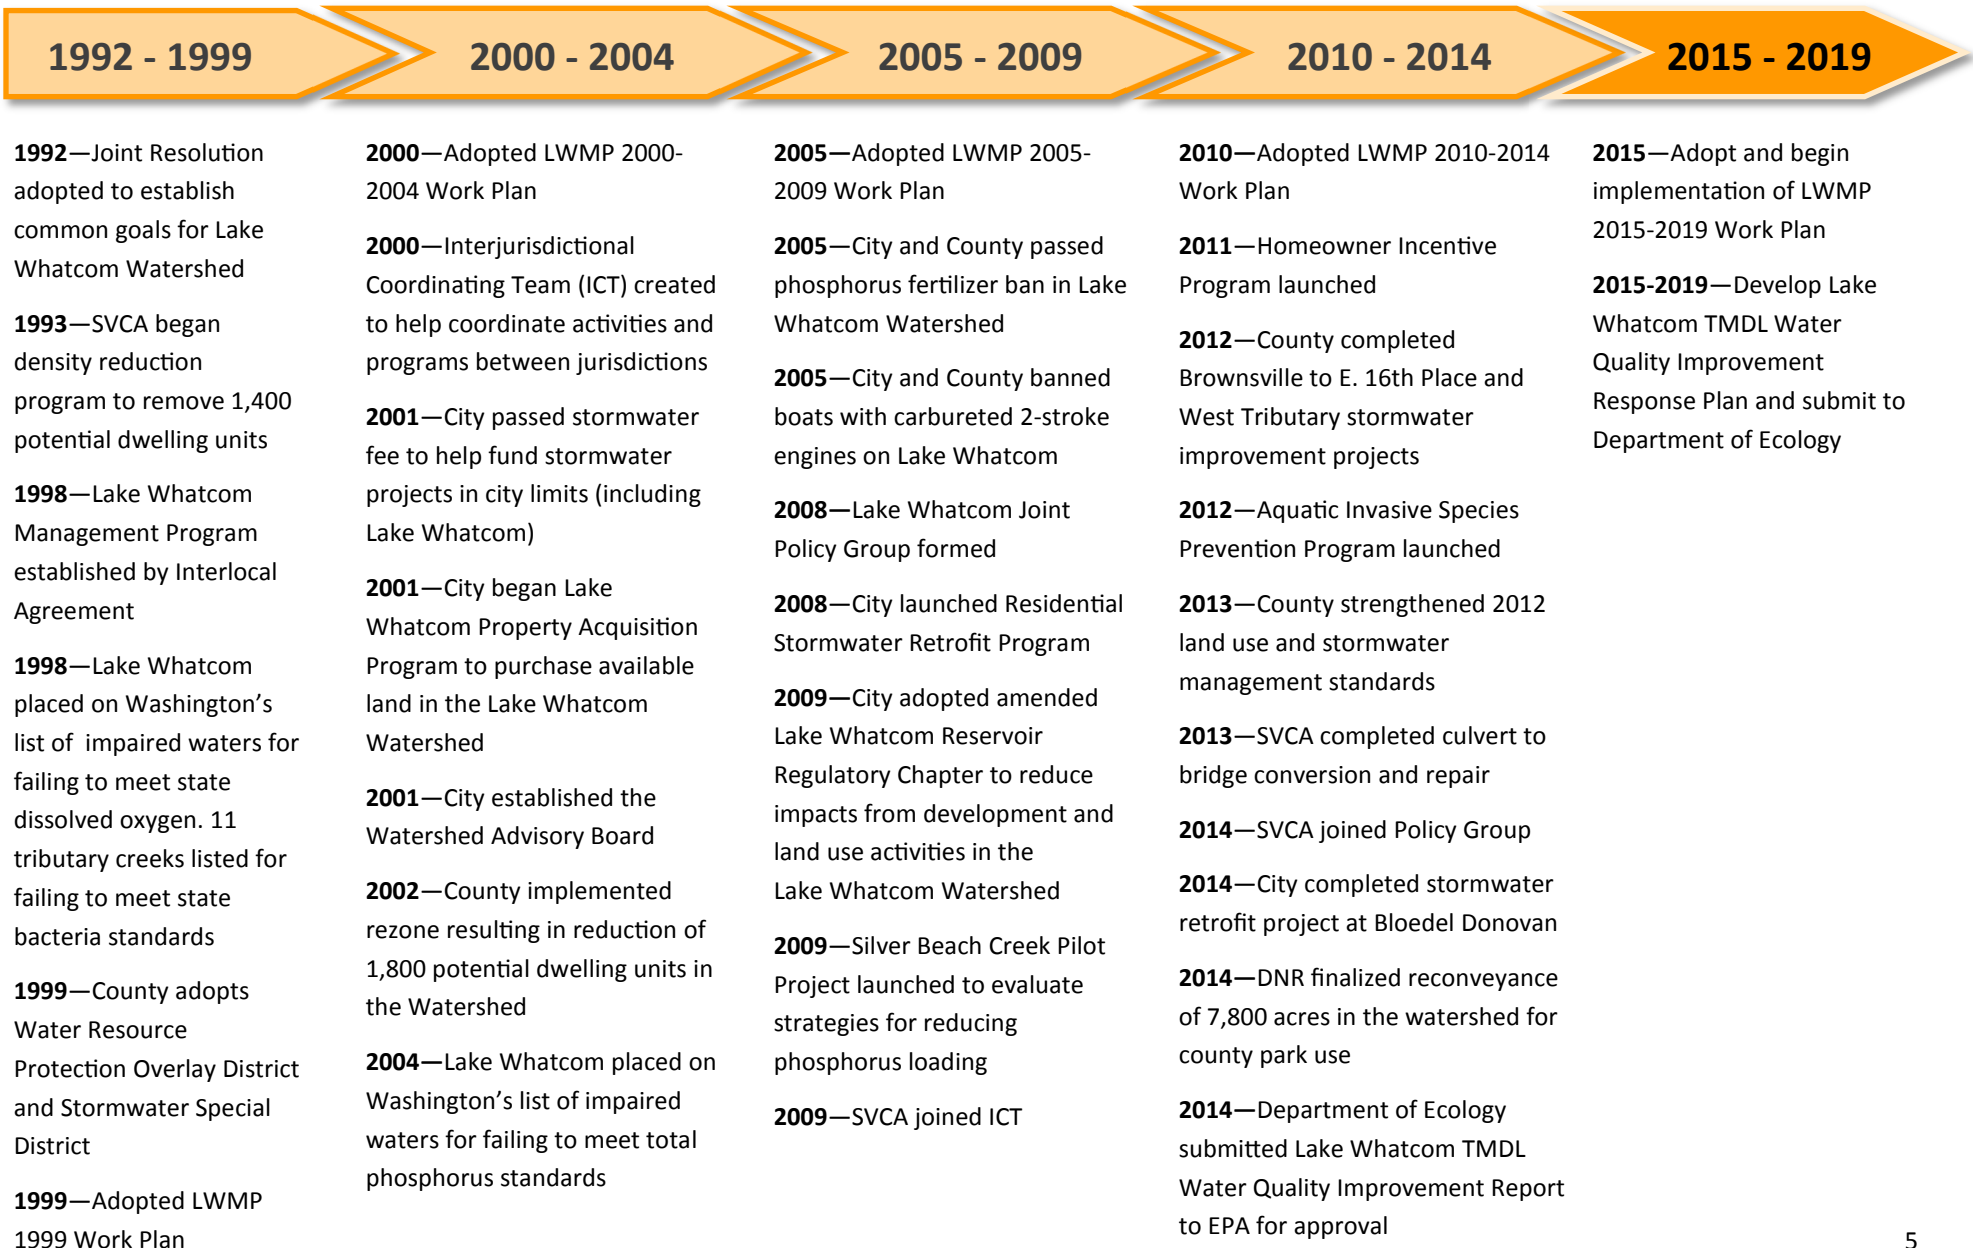 1992 - 1999
2000 - 2004
2005 - 2009
2010 - 2014
2015 - 2019
1992—Joint Resolution
adopted to establish
common goals for Lake
Whatcom Watershed
1993—SVCA began
density reduction
program to remove 1,400
potential dwelling units
1998—Lake Whatcom
Management Program
established by Interlocal
Agreement
1998—Lake Whatcom
placed on Washington’s
list of  impaired waters for
failing to meet state
dissolved oxygen. 11
tributary creeks listed for
failing to meet state
bacteria standards
1999—County adopts
Water Resource
Protection Overlay District
and Stormwater Special
District
1999—Adopted LWMP
1999 Work Plan
2000—Adopted LWMP 2000-
2004 Work Plan
2000—Interjurisdictional
Coordinating Team (ICT) created
to help coordinate activities and
programs between jurisdictions
2001—City passed stormwater
fee to help fund stormwater
projects in city limits (including
Lake Whatcom)
2001—City began Lake
Whatcom Property Acquisition
Program to purchase available
land in the Lake Whatcom
Watershed
2001—City established the
Watershed Advisory Board
2002—County implemented
rezone resulting in reduction of
1,800 potential dwelling units in
the Watershed
2004—Lake Whatcom placed on
Washington’s list of impaired
waters for failing to meet total
phosphorus standards
2005—Adopted LWMP 2005-
2009 Work Plan
2005—City and County passed
phosphorus fertilizer ban in Lake
Whatcom Watershed
2005—City and County banned
boats with carbureted 2-stroke
engines on Lake Whatcom
2008—Lake Whatcom Joint
Policy Group formed
2008—City launched Residential
Stormwater Retrofit Program
2009—City adopted amended
Lake Whatcom Reservoir
Regulatory Chapter to reduce
impacts from development and
land use activities in the
Lake Whatcom Watershed
2009—Silver Beach Creek Pilot
Project launched to evaluate
strategies for reducing
phosphorus loading
2009—SVCA joined ICT
2010—Adopted LWMP 2010-2014
Work Plan
2011—Homeowner Incentive
Program launched
2012—County completed
Brownsville to E. 16th Place and
West Tributary stormwater
improvement projects
2012—Aquatic Invasive Species
Prevention Program launched
2013—County strengthened 2012
land use and stormwater
management standards
2013—SVCA completed culvert to
bridge conversion and repair
2014—SVCA joined Policy Group
2014—City completed stormwater
retrofit project at Bloedel Donovan
2014—DNR finalized reconveyance
of 7,800 acres in the watershed for
county park use
2014—Department of Ecology
submitted Lake Whatcom TMDL
Water Quality Improvement Report
to EPA for approval
2015—Adopt and begin
implementation of LWMP
2015-2019 Work Plan
2015-2019—Develop Lake
Whatcom TMDL Water
Quality Improvement
Response Plan and submit to
Department of Ecology
5